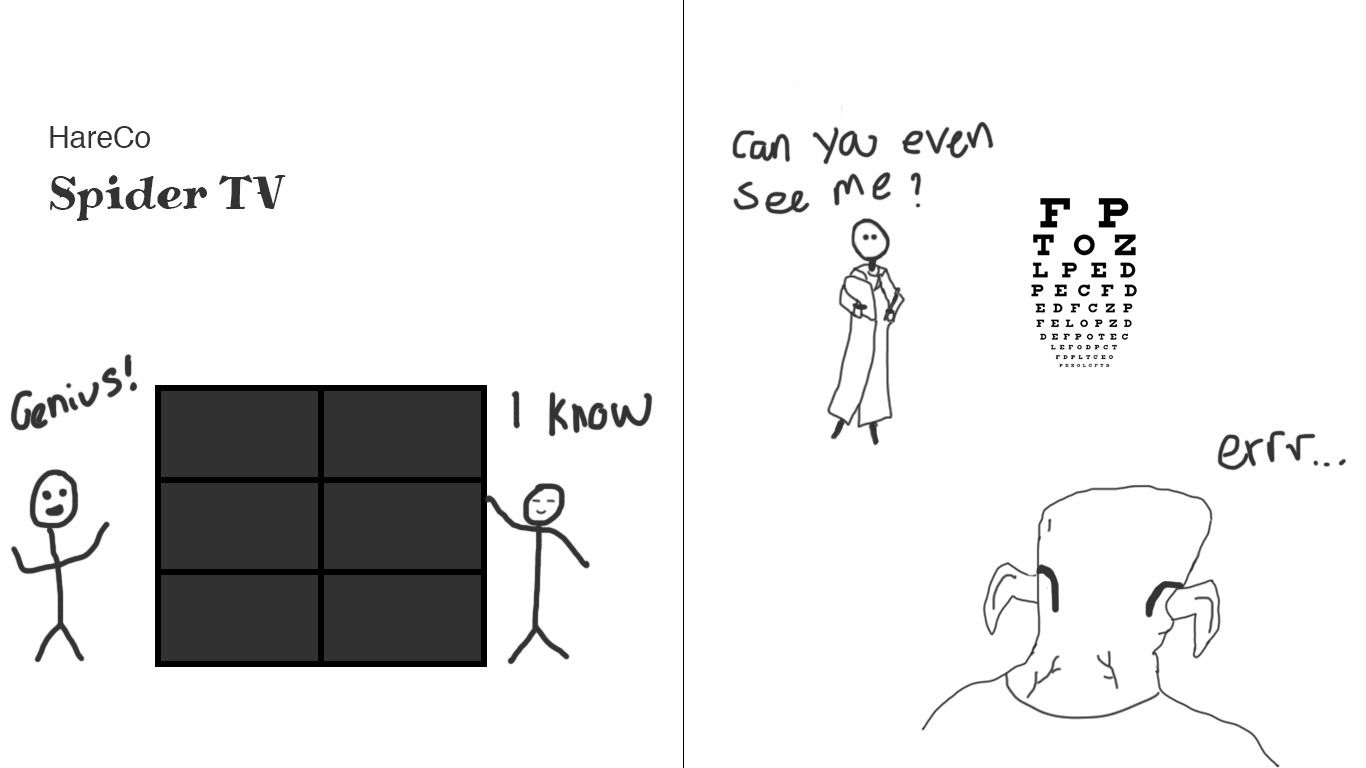 HareCo
Spider TV
Genius!
I know
Can you even
see me?
F P
T O Z
L P E D
P E C F D
E D F C Z P
F E L O P Z D
D E F P O T E C
L E F O D P C T
F D P L T C E O
P E Z O L C F T D
errr...